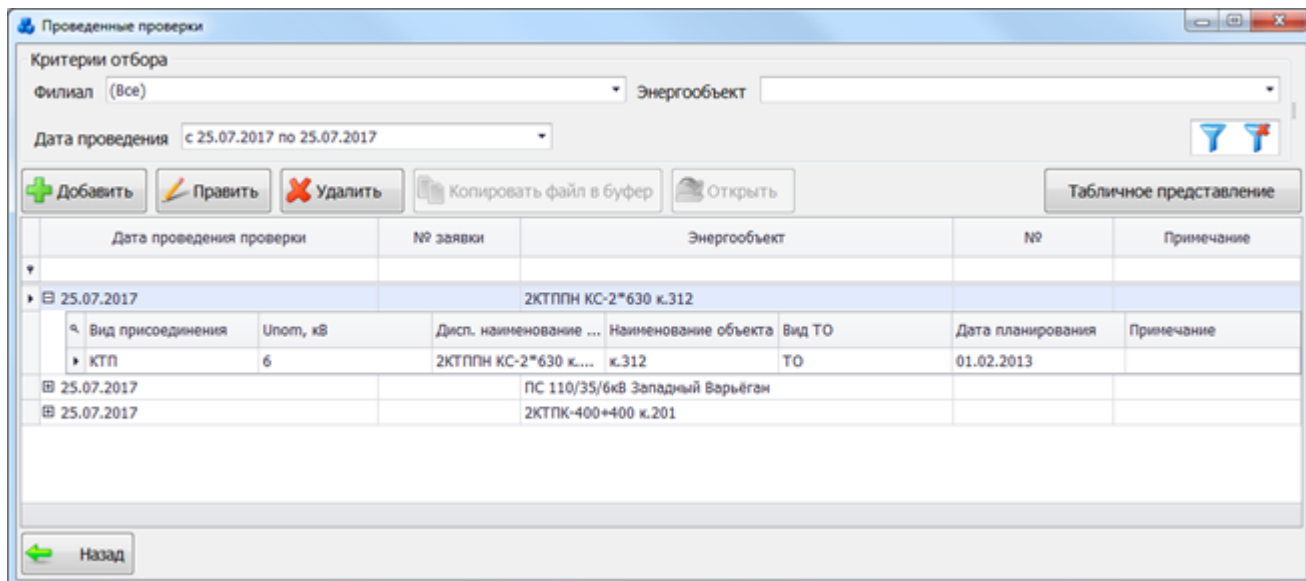 Проведенные проверки
Критерии отбора
Филиал (Все) Энергообъект
Дата проведения с 25.07.2017 по 25.07.2017
Добавить Править Удалить Копировать файл в буфер Открыть Табличное представление
Дата проведения проверки № заявки Энергообъект № Примечание
25.07.2017 2КТППН КС-2*630 к.312
Вид присоединения Unom, кВ Дисп. наименование ... Наименование объекта Вид ТО Дата планирования Примечание
КТП 6 2КТППН КС-2*630 к.... к.312 ТО 01.02.2013
25.07.2017 ПС 110/35/6кВ Западный Варьёган
25.07.2017 2КТПК-400+400 к.201
Назад